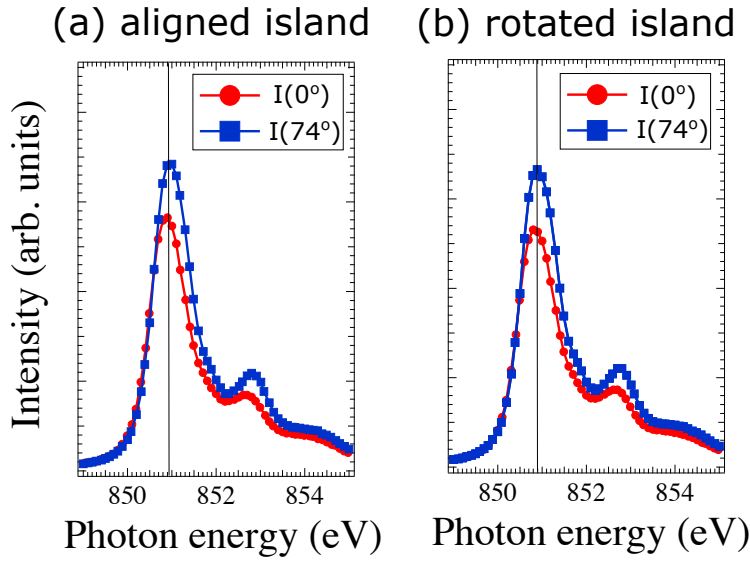 (a) aligned island
(b) rotated island
I(0°)
I(74°)
I(0°)
I(74°)
Intensity (arb. units)
850 852 854
850 852 854
Photon energy (eV)
Photon energy (eV)